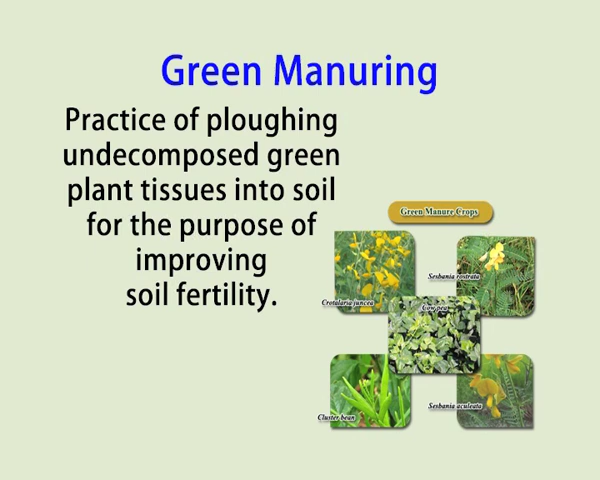 Green Manuring
Practice of ploughing
undecomposed green
plant tissues into soil
for the purpose of
improving
soil fertility.
Green Manure Crops
Crotalaria juncea
Sesbania rostrata
Cow pea
Cluster bean
Sesbania aculeata